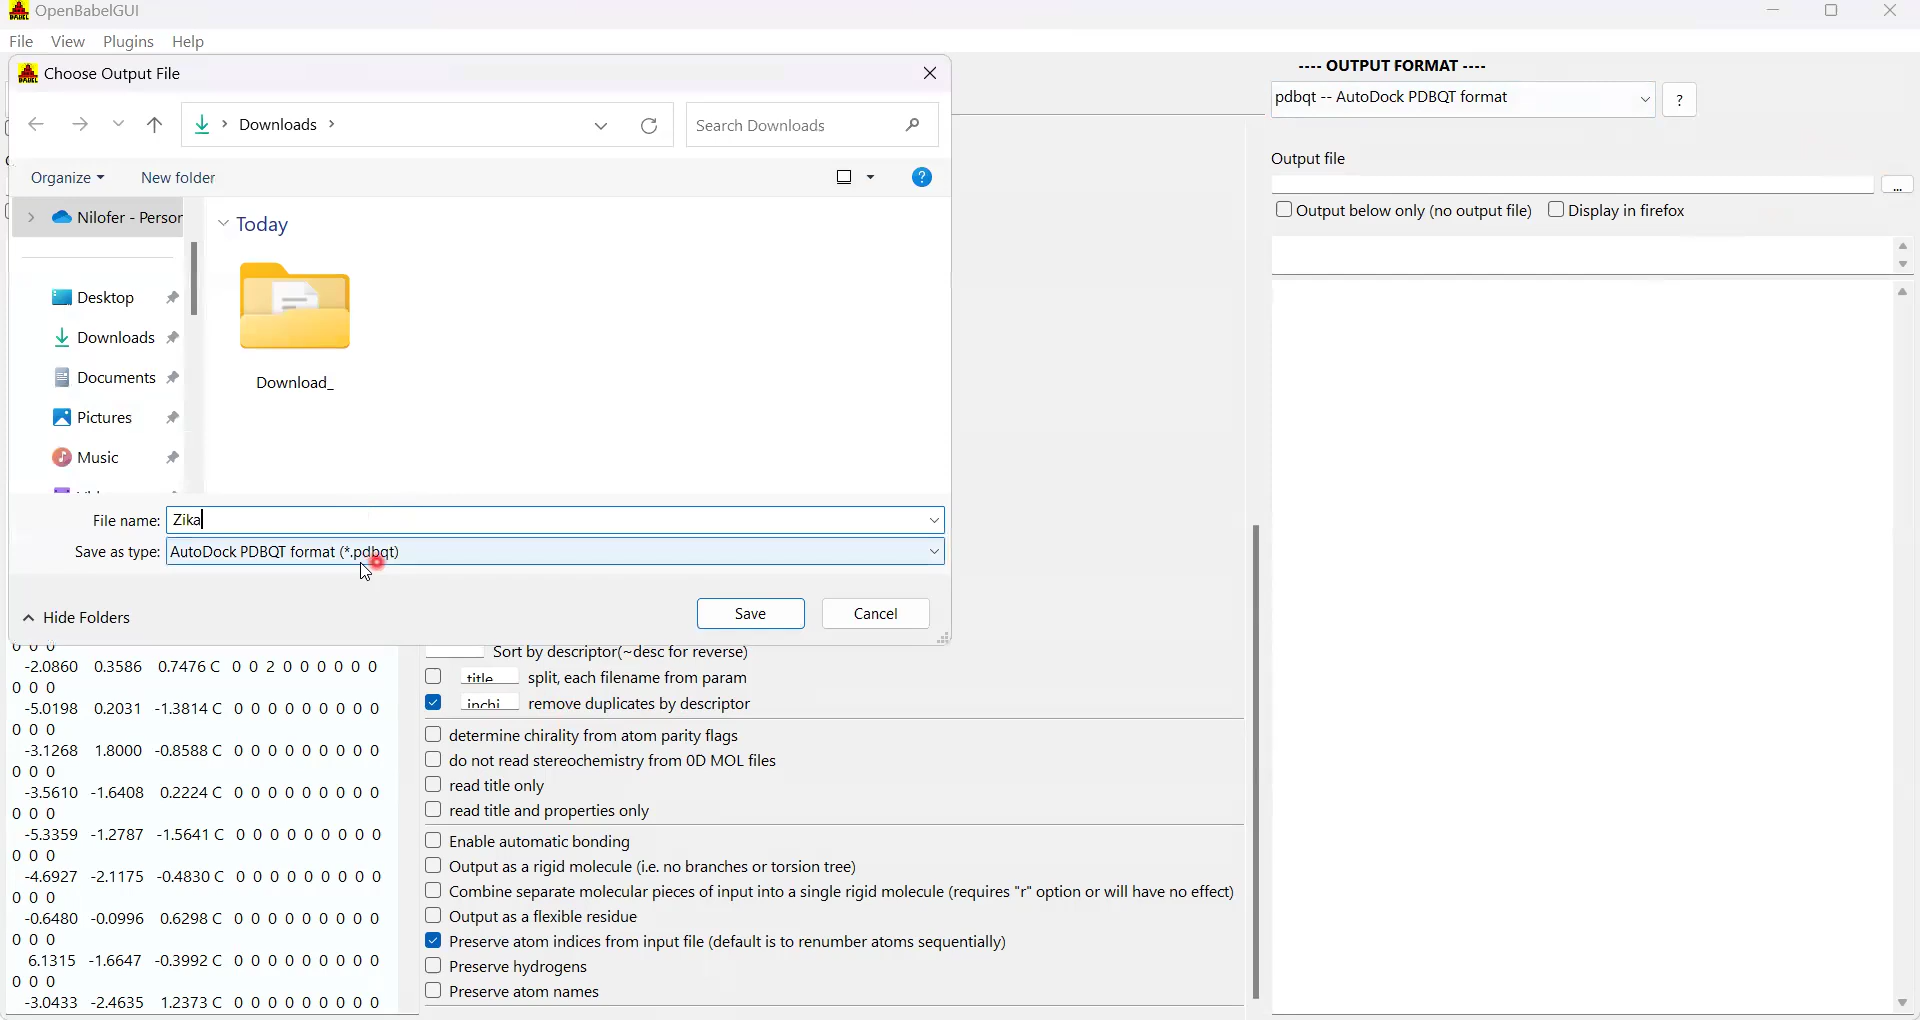 OpenBabelGUI
File View Plugins Help
Choose Output File
---- OUTPUT FORMAT ----
pdbqt -- AutoDock PDBQT format
?
Downloads
Search Downloads
Output file
...
Organize
New folder
?
Output below only (no output file)
Display in firefox
Nilofer - Person
Today
Desktop
Downloads
Documents
Pictures
Music
Download_
File name: Zika
Save as type: AutoDock PDBQT format (*.pdbqt)
Hide Folders
Save
Cancel
0 0 0
-2.0860 0.3586 0.7476 C 0 0 2 0 0 0 0 0 0
0 0 0
-5.0198 0.2031 -1.3814 C 0 0 0 0 0 0 0 0 0
0 0 0
-3.1268 1.8000 -0.8588 C 0 0 0 0 0 0 0 0 0
0 0 0
-3.5610 -1.6408 0.2224 C 0 0 0 0 0 0 0 0 0
0 0 0
-5.3359 -1.2787 -1.5641 C 0 0 0 0 0 0 0 0 0
0 0 0
-4.6927 -2.1175 -0.4830 C 0 0 0 0 0 0 0 0 0
0 0 0
-0.6480 -0.0996 0.6298 C 0 0 0 0 0 0 0 0 0
0 0 0
6.1315 -1.6647 -0.3992 C 0 0 0 0 0 0 0 0 0
0 0 0
-3.0433 -2.4635 1.2373 C 0 0 0 0 0 0 0 0 0
Sort by descriptor(~desc for reverse)
title split, each filename from param
inchi remove duplicates by descriptor
determine chirality from atom parity flags
do not read stereochemistry from 0D MOL files
read title only
read title and properties only
Enable automatic bonding
Output as a rigid molecule (i.e. no branches or torsion tree)
Combine separate molecular pieces of input into a single rigid molecule (requires "r" option or will have no effect)
Output as a flexible residue
Preserve atom indices from input file (default is to renumber atoms sequentially)
Preserve hydrogens
Preserve atom names